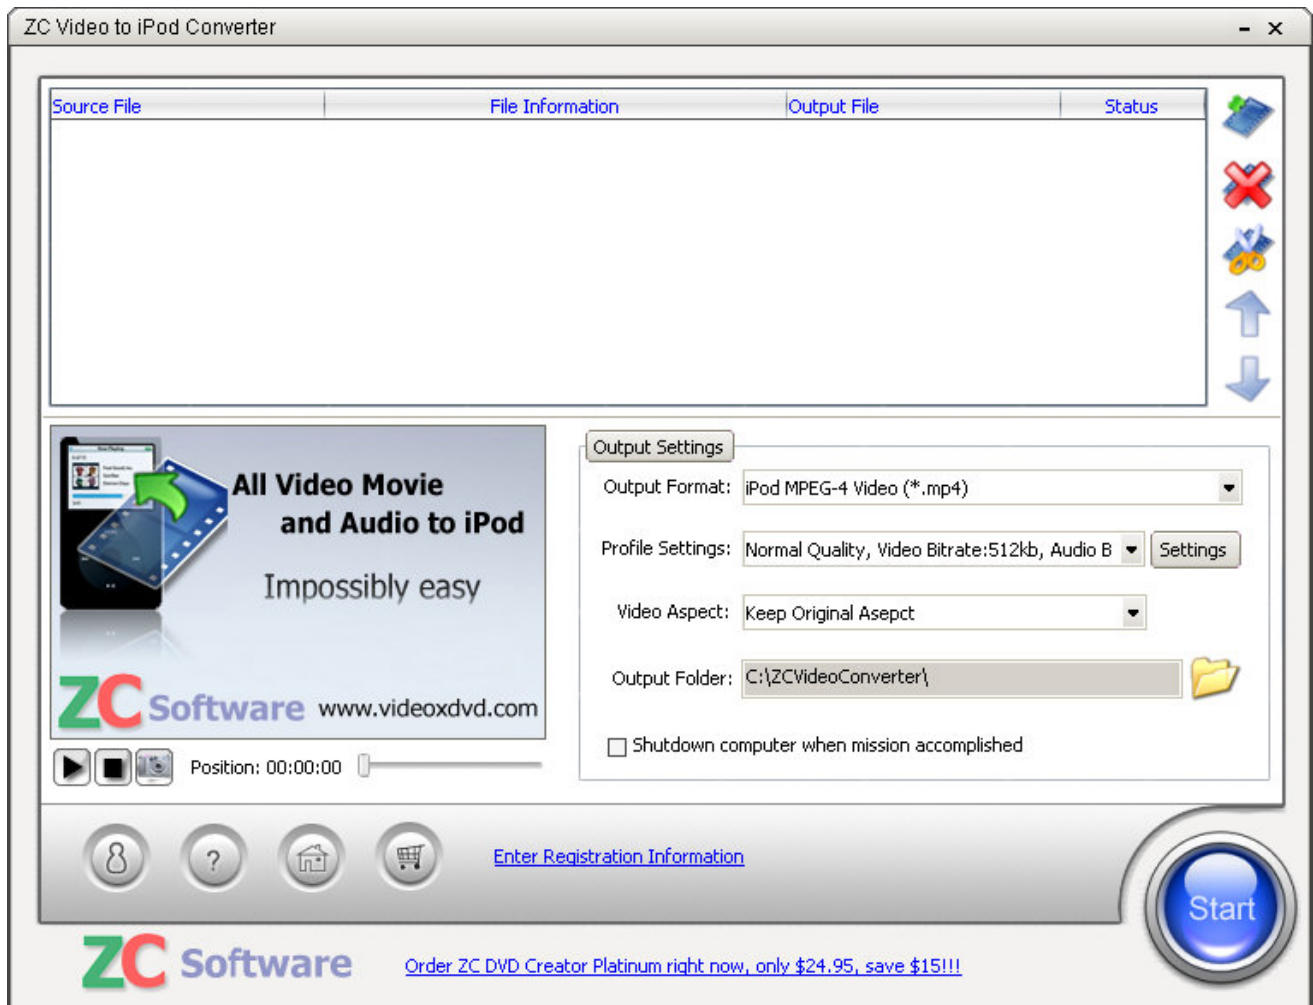 ZC Video to iPod Converter
Source File File Information Output File Status
All Video Movie
and Audio to iPod
Impossibly easy
ZC Software www.videoxdvd.com
Position: 00:00:00
Output Settings
Output Format: iPod MPEG-4 Video (*.mp4)
Profile Settings: Normal Quality, Video Bitrate:512kb, Audio B Settings
Video Aspect: Keep Original Asepct
Output Folder: C:\ZCVideoConverter\
Shutdown computer when mission accomplished
? Enter Registration Information
Start
ZC Software Order ZC DVD Creator Platinum right now, only $24.95, save $15!!!